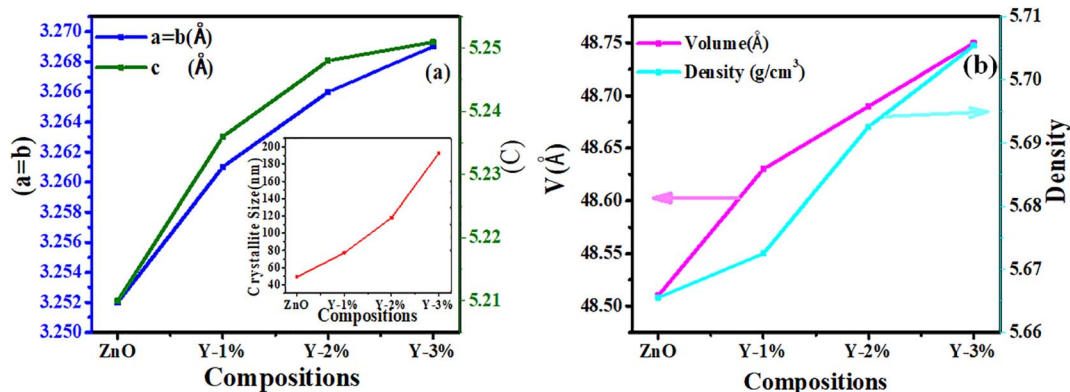 a=b(Å)
c (Å)
(a)
3.270
3.268
3.266
3.264
3.262
3.260
3.258
3.256
3.254
3.252
3.250
(a=b)
5.25
5.24
5.23
5.22
5.21
(C)
200
180
160
140
120
100
80
60
40
Crystallite Size(nm)
ZnO Y-1% Y-2% Y-3%
Compositions
ZnO Y-1% Y-2% Y-3%
Compositions
Volume(Å)
Density (g/cm³)
(b)
48.75
48.70
48.65
48.60
48.55
48.50
V(Å)
5.71
5.70
5.69
5.68
5.67
5.66
Density
ZnO Y-1% Y-2% Y-3%
Compositions